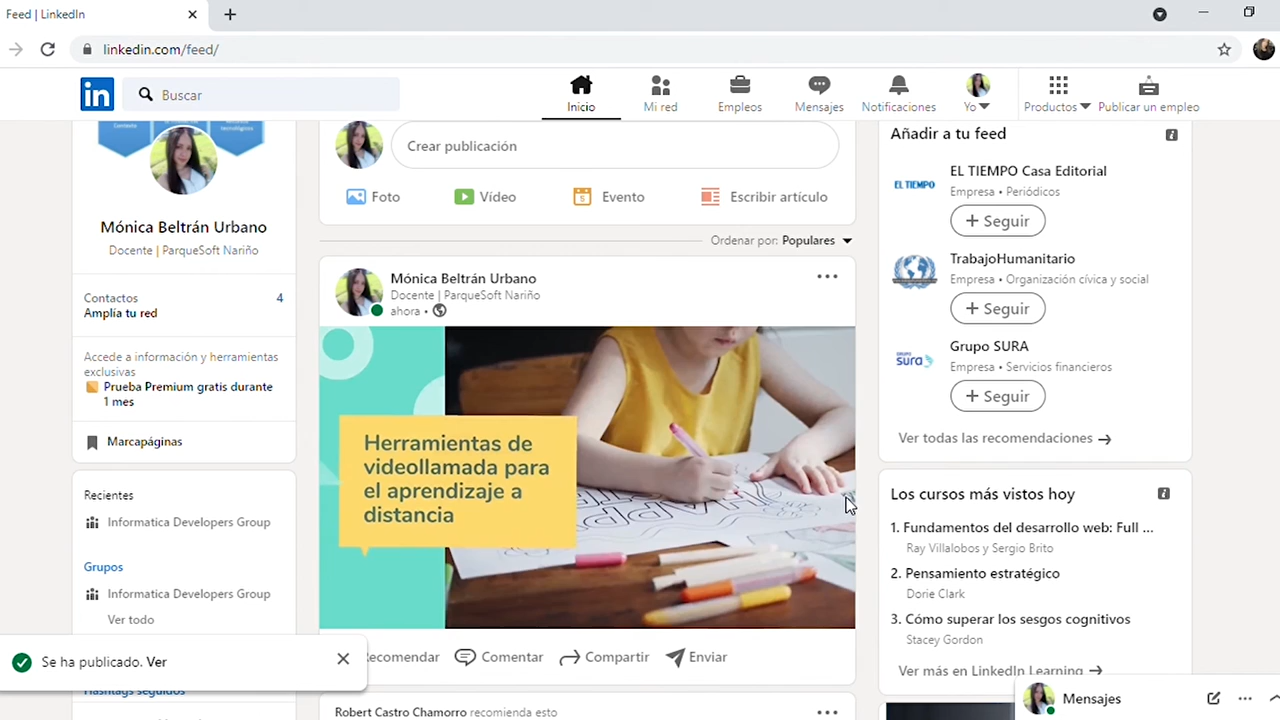 Feed | LinkedIn
linkedin.com/feed/
in
Buscar
Inicio
Mi red
Empleos
Mensajes
Notificaciones
Yo
Productos
Publicar un empleo
Contexto
tecnológicos
Mónica Beltrán Urbano
Docente | ParqueSoft Nariño
Contactos
4
Amplía tu red
Accede a información y herramientas
exclusivas
Prueba Premium gratis durante
1 mes
Marcapáginas
Recientes
Informatica Developers Group
Grupos
Informatica Developers Group
Ver todo
Hashtags seguidos
Se ha publicado. Ver
Crear publicación
Foto
Vídeo
Evento
Escribir artículo
Ordenar por: Populares
Mónica Beltrán Urbano
Docente | ParqueSoft Nariño
ahora •
Herramientas de
videollamada para
el aprendizaje a
distancia
HAPPY
ecomendar
Comentar
Compartir
Enviar
Robert Castro Chamorro recomienda esto
Añadir a tu feed
EL TIEMPO
EL TIEMPO Casa Editorial
Empresa • Periódicos
+ Seguir
TrabajoHumanitario
Empresa • Organización cívica y social
+ Seguir
sura
Grupo SURA
Empresa • Servicios financieros
+ Seguir
Ver todas las recomendaciones →
Los cursos más vistos hoy
1. Fundamentos del desarrollo web: Full ...
Ray Villalobos y Sergio Brito
2. Pensamiento estratégico
Dorie Clark
3. Cómo superar los sesgos cognitivos
Stacey Gordon
Ver más en LinkedIn Learning →
Mensajes